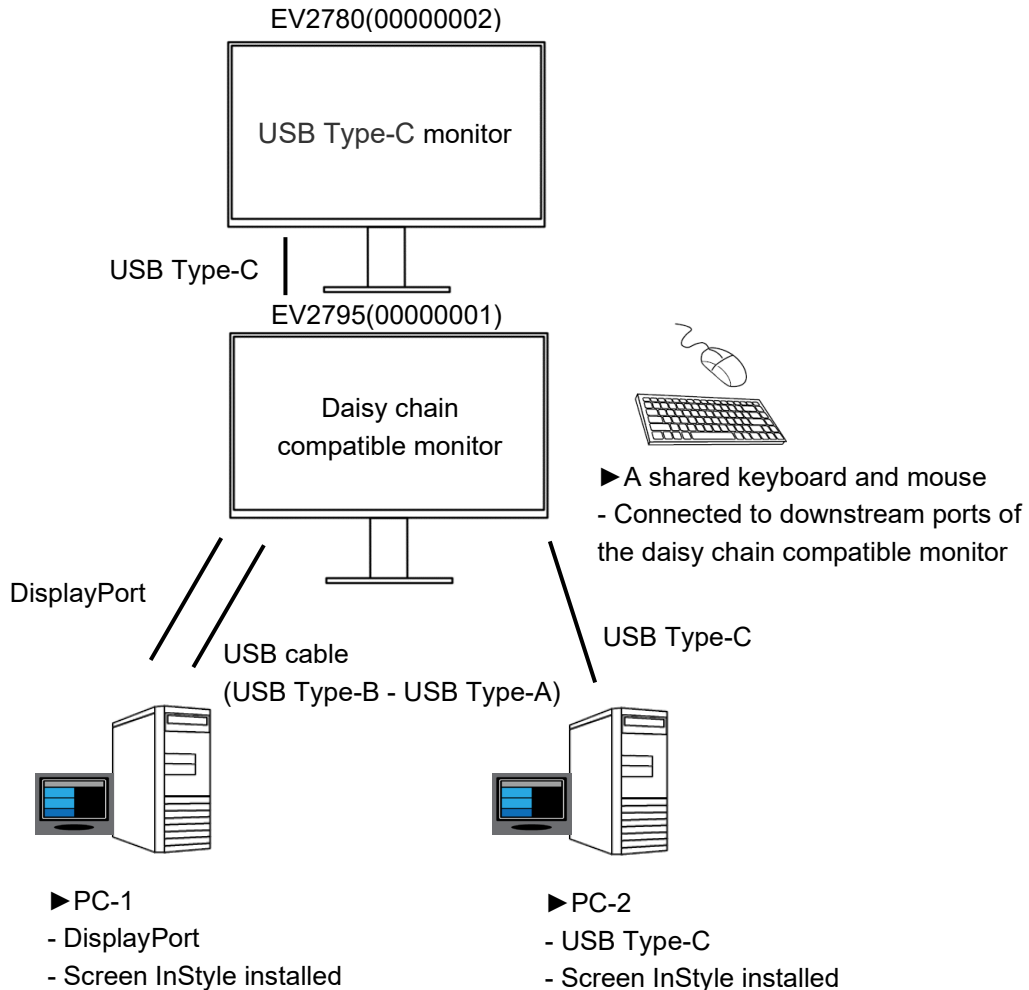 EV2780(00000002)
USB Type-C monitor
USB Type-C
EV2795(00000001)
Daisy chain
compatible monitor
►A shared keyboard and mouse
- Connected to downstream ports of
the daisy chain compatible monitor
DisplayPort
USB cable
(USB Type-B - USB Type-A)
USB Type-C
►PC-1
- DisplayPort
- Screen InStyle installed
►PC-2
- USB Type-C
- Screen InStyle installed